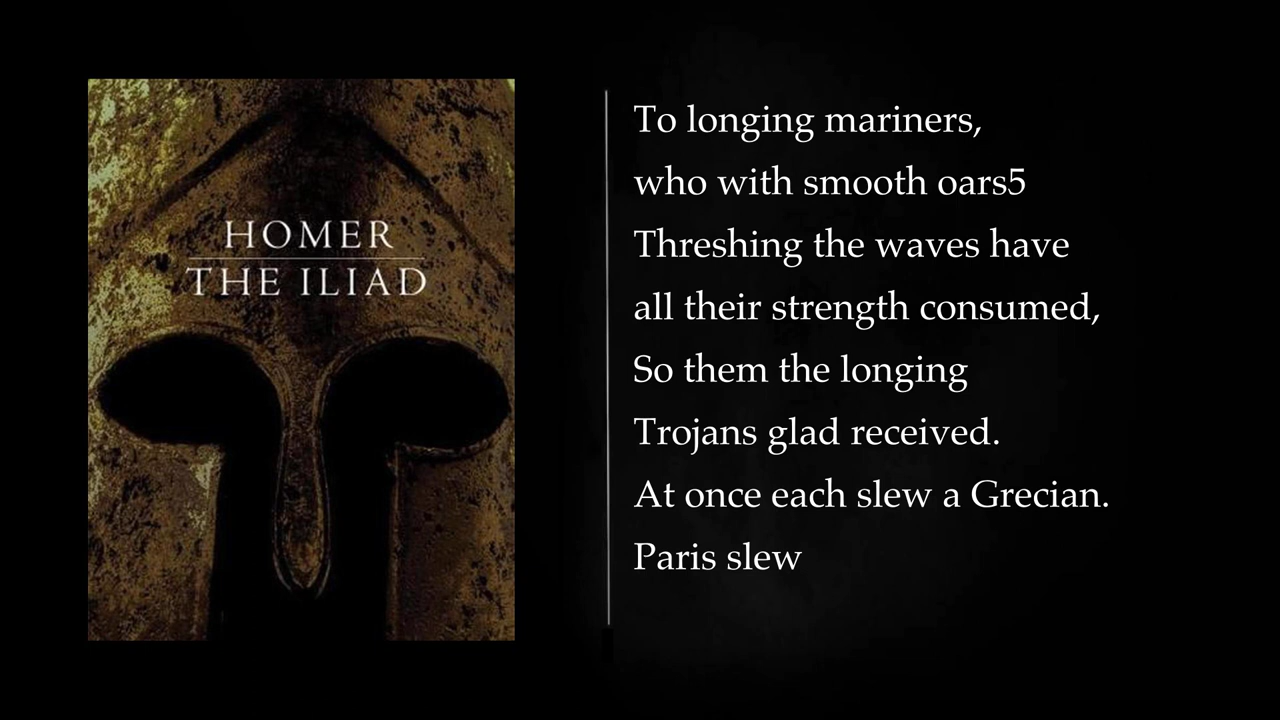 HOMER
THE ILIAD
To longing mariners,
who with smooth oars5
Threshing the waves have
all their strength consumed,
So them the longing
Trojans glad received.
At once each slew a Grecian.
Paris slew